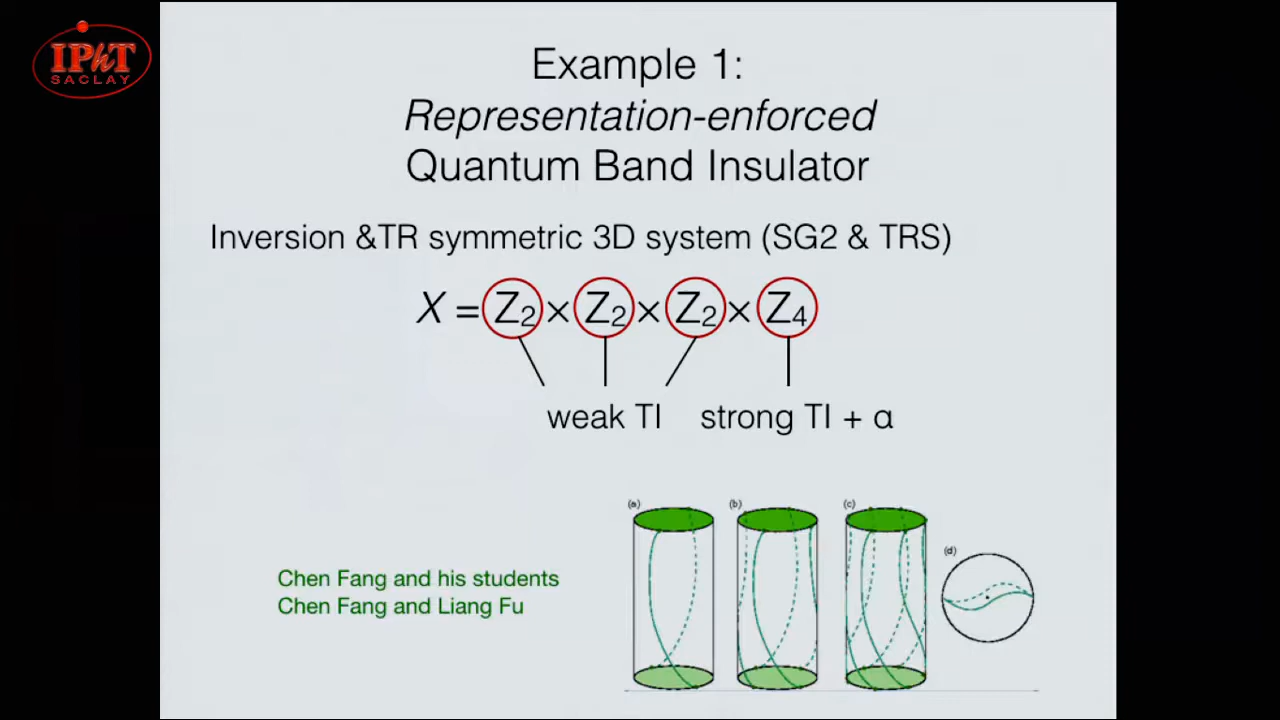 IPhT
SACLAY
Example 1:
Representation-enforced
Quantum Band Insulator
Inversion &TR symmetric 3D system (SG2 & TRS)
X = Z₂ × Z₂ × Z₂ × Z₄
weak TI strong TI + α
(a) (b) (c)
(d)
Chen Fang and his students
Chen Fang and Liang Fu